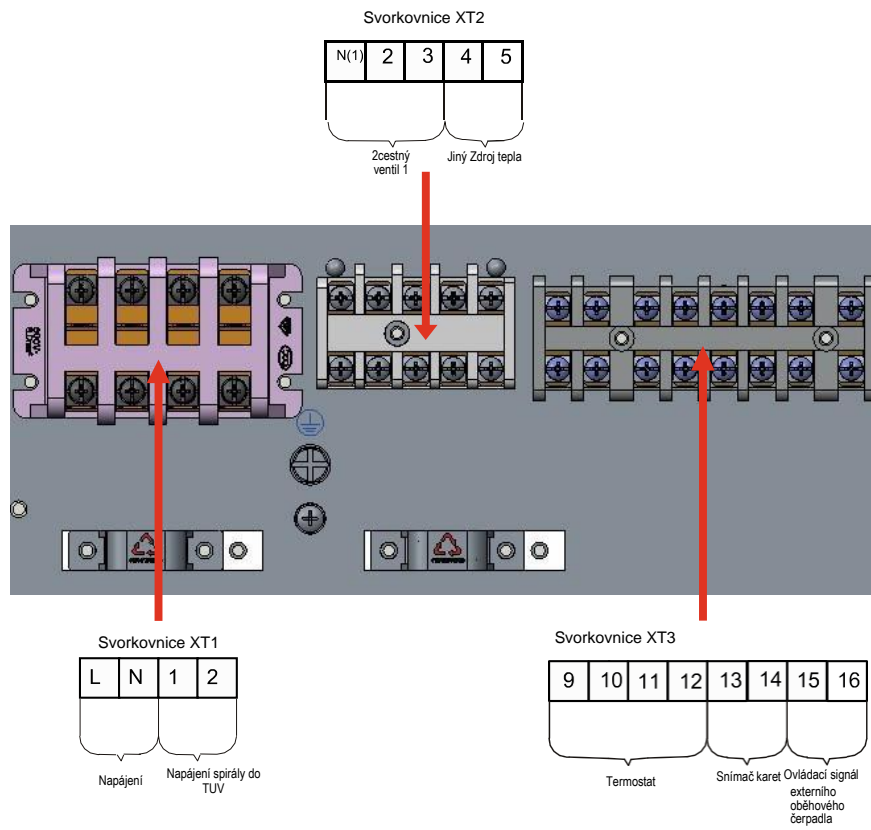 Svorkovnice XT2
N(1) 2 3 4 5
2cestný
ventil 1
Jiný Zdroj tepla
Svorkovnice XT1
L N 1 2
Napájení
Napájení spirály do
TUV
Svorkovnice XT3
9 10 11 12 13 14 15 16
Termostat
Snímač karet
Ovládací signál
externího
oběhového
čerpadla